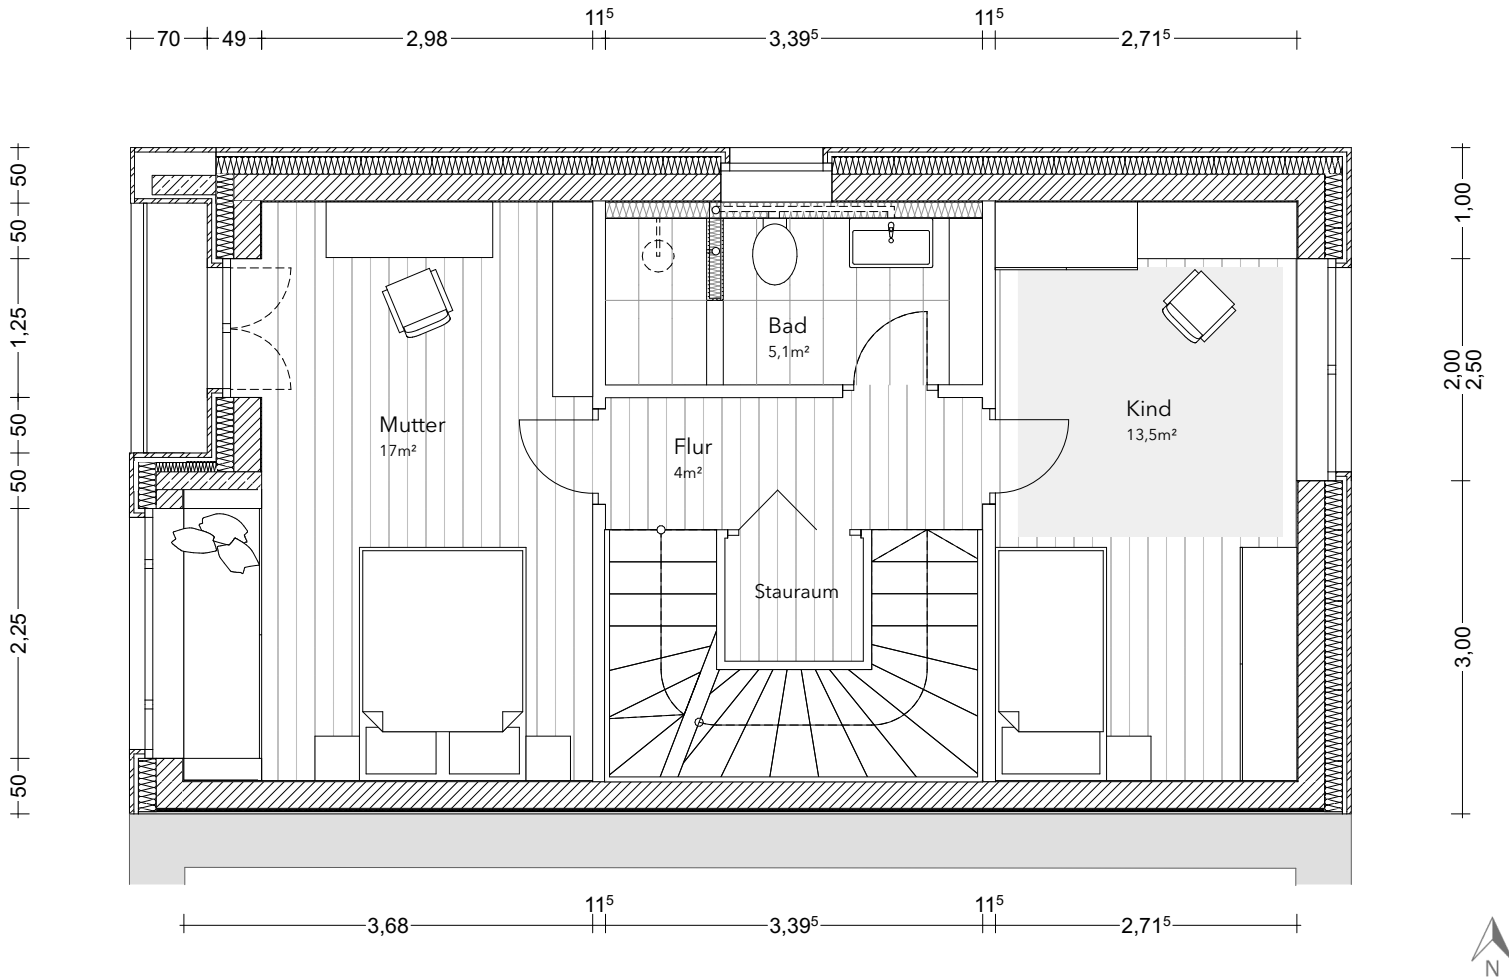 11⁵ 11⁵
70 49 2,98 3,39⁵ 2,71⁵
50
50
1,25
50
50
2,25
50
1,00
2,00
2,50
3,00
Bad
5,1m²
Mutter
17m²
Flur
4m²
Kind
13,5m²
Stauraum
11⁵ 11⁵
3,68 3,39⁵ 2,71⁵
N